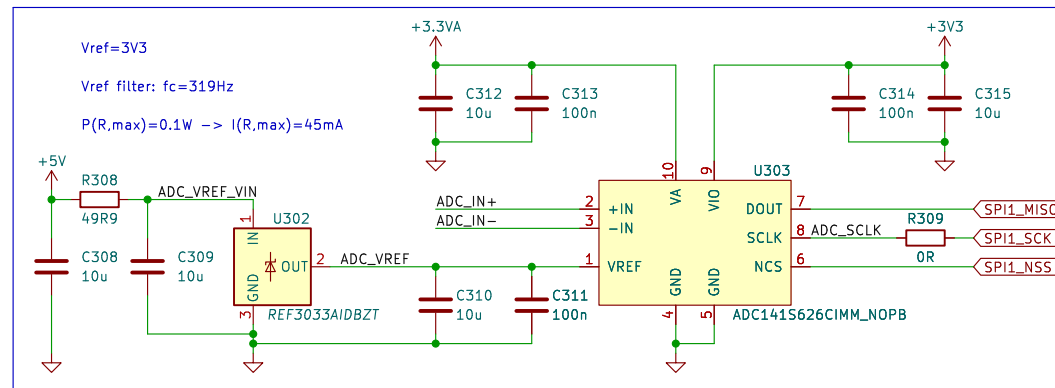 +3.3VA
+3V3
Vref=3V3
Vref filter: fc=319Hz
P(R,max)=0.1W -> I(R,max)=45mA
C312
10u
C313
100n
C314
100n
C315
10u
+5V
R308
49R9
ADC_VREF_VIN
C308
10u
C309
10u
U302
1
IN
OUT
2
GND
3
REF3033AIDBZT
ADC_VREF
C310
10u
C311
100n
U303
10
9
VA
VIO
ADC_IN+
2
+IN
ADC_IN-
3
-IN
1
VREF
DOUT
7
SPI1_MISO
SCLK
8
ADC_SCLK
R309
0R
SPI1_SCK
NCS
6
SPI1_NSS
GND
GND
4
5
ADC141S626CIMM_NOPB